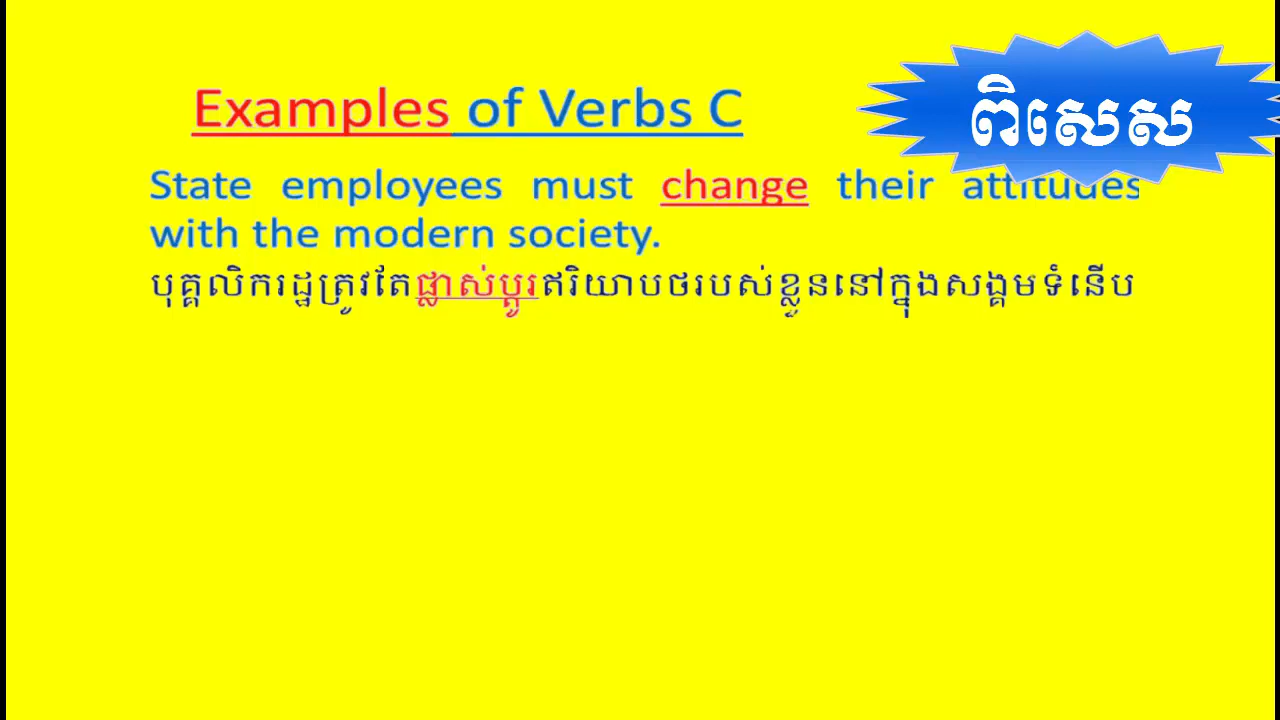 Examples of Verbs C
ពិសេស
State employees must change their attitudes
with the modern society.
បុគ្គលិករដ្ឋត្រូវតែផ្លាស់ប្ដូរឥរិយាបថរបស់ខ្លួននៅក្នុងសង្គមទំនើប